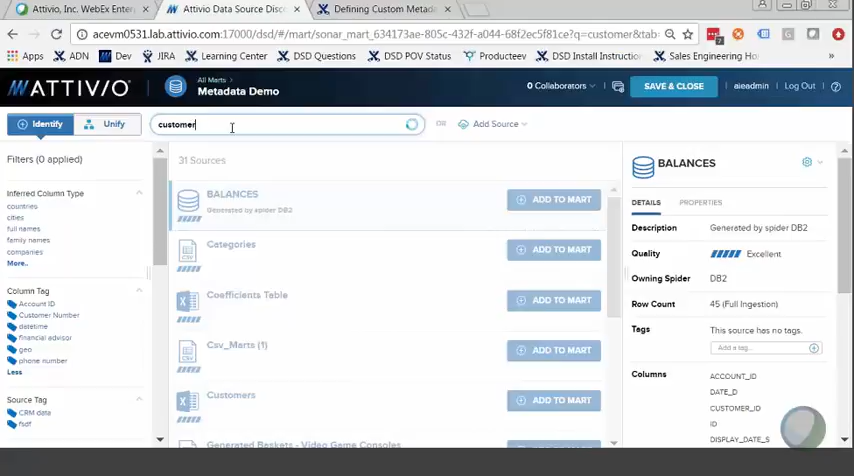 Attivio, Inc. WebEx Enter
Attivio Data Source Disc
Defining Custom Metad
acevm0531.lab.attivio.com:17000/dsd/#/mart/sonar_mart_634173ae-805c-432f-a044-68f2ec5f81ce?q=customer&tab
Apps ADN Dev JIRA Learning Center DSD Questions DSD POV Status Producteev DSD Install Instruction Sales Engineering Ho
ATTIVIO
All Marts
Metadata Demo
0 Collaborators
SAVE & CLOSE
aieadmin
Log Out
Identify
Unify
customer
OR
Add Source
Filters (0 applied)
Inferred Column Type
countries
cities
full names
family names
companies
More..
Column Tag
Account ID
Customer Number
datetime
financial advisor
geo
phone number
Less
Source Tag
CRM data
fsdf
31 Sources
BALANCES
Generated by spider DB2
ADD TO MART
Categories
ADD TO MART
Coefficients Table
ADD TO MART
Csv_Marts (1)
ADD TO MART
Customers
ADD TO MART
Generated Baskets - Video Game Consoles
BALANCES
DETAILS
PROPERTIES
Description Generated by spider DB2
Quality Excellent
Owning Spider DB2
Row Count 45 (Full Ingestion)
Tags This source has no tags.
Add a tag...
Columns ACCOUNT_ID
DATE_D
CUSTOMER_ID
ID
DISPLAY_DATE_S